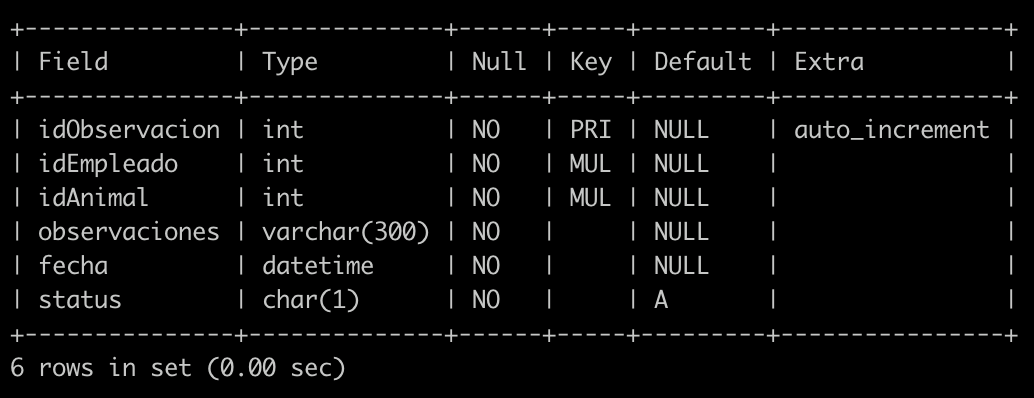 +---------------+--------------+------+-----+---------+----------------+
| Field         | Type         | Null | Key | Default | Extra          |
+---------------+--------------+------+-----+---------+----------------+
| idObservacion | int          | NO   | PRI | NULL    | auto_increment |
| idEmpleado    | int          | NO   | MUL | NULL    |                |
| idAnimal      | int          | NO   | MUL | NULL    |                |
| observaciones | varchar(300) | NO   |     | NULL    |                |
| fecha         | datetime     | NO   |     | NULL    |                |
| status        | char(1)      | NO   |     | A       |                |
+---------------+--------------+------+-----+---------+----------------+
6 rows in set (0.00 sec)